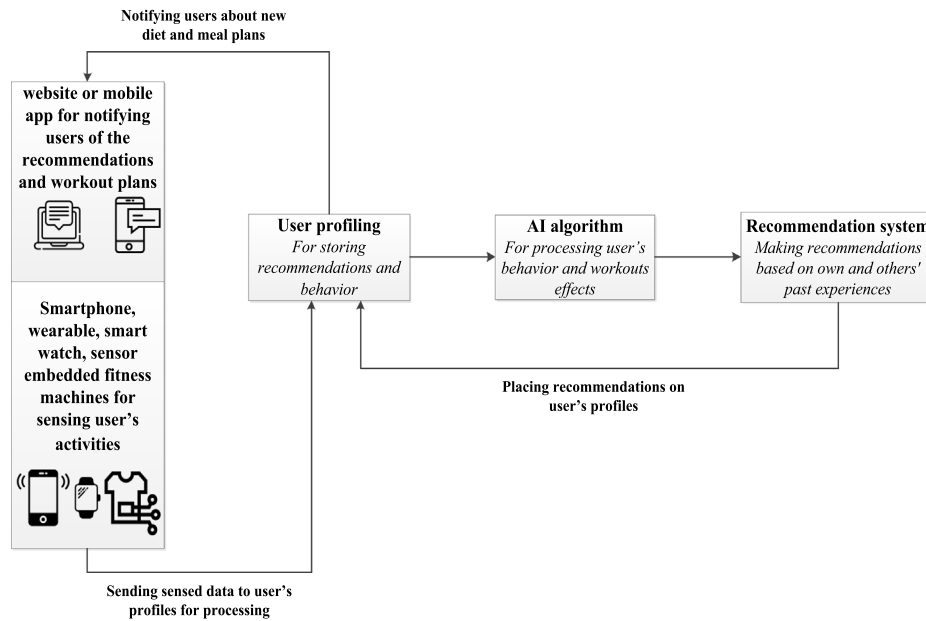 Notifying users about new
diet and meal plans
website or mobile
app for notifying
users of the
recommendations
and workout plans
Smartphone,
wearable, smart
watch, sensor
embedded fitness
machines for
sensing user’s
activities
User profiling
For storing
recommendations and
behavior
AI algorithm
For processing user’s
behavior and workouts
effects
Recommendation system
Making recommendations
based on own and others'
past experiences
Placing recommendations on
user’s profiles
Sending sensed data to user’s
profiles for processing